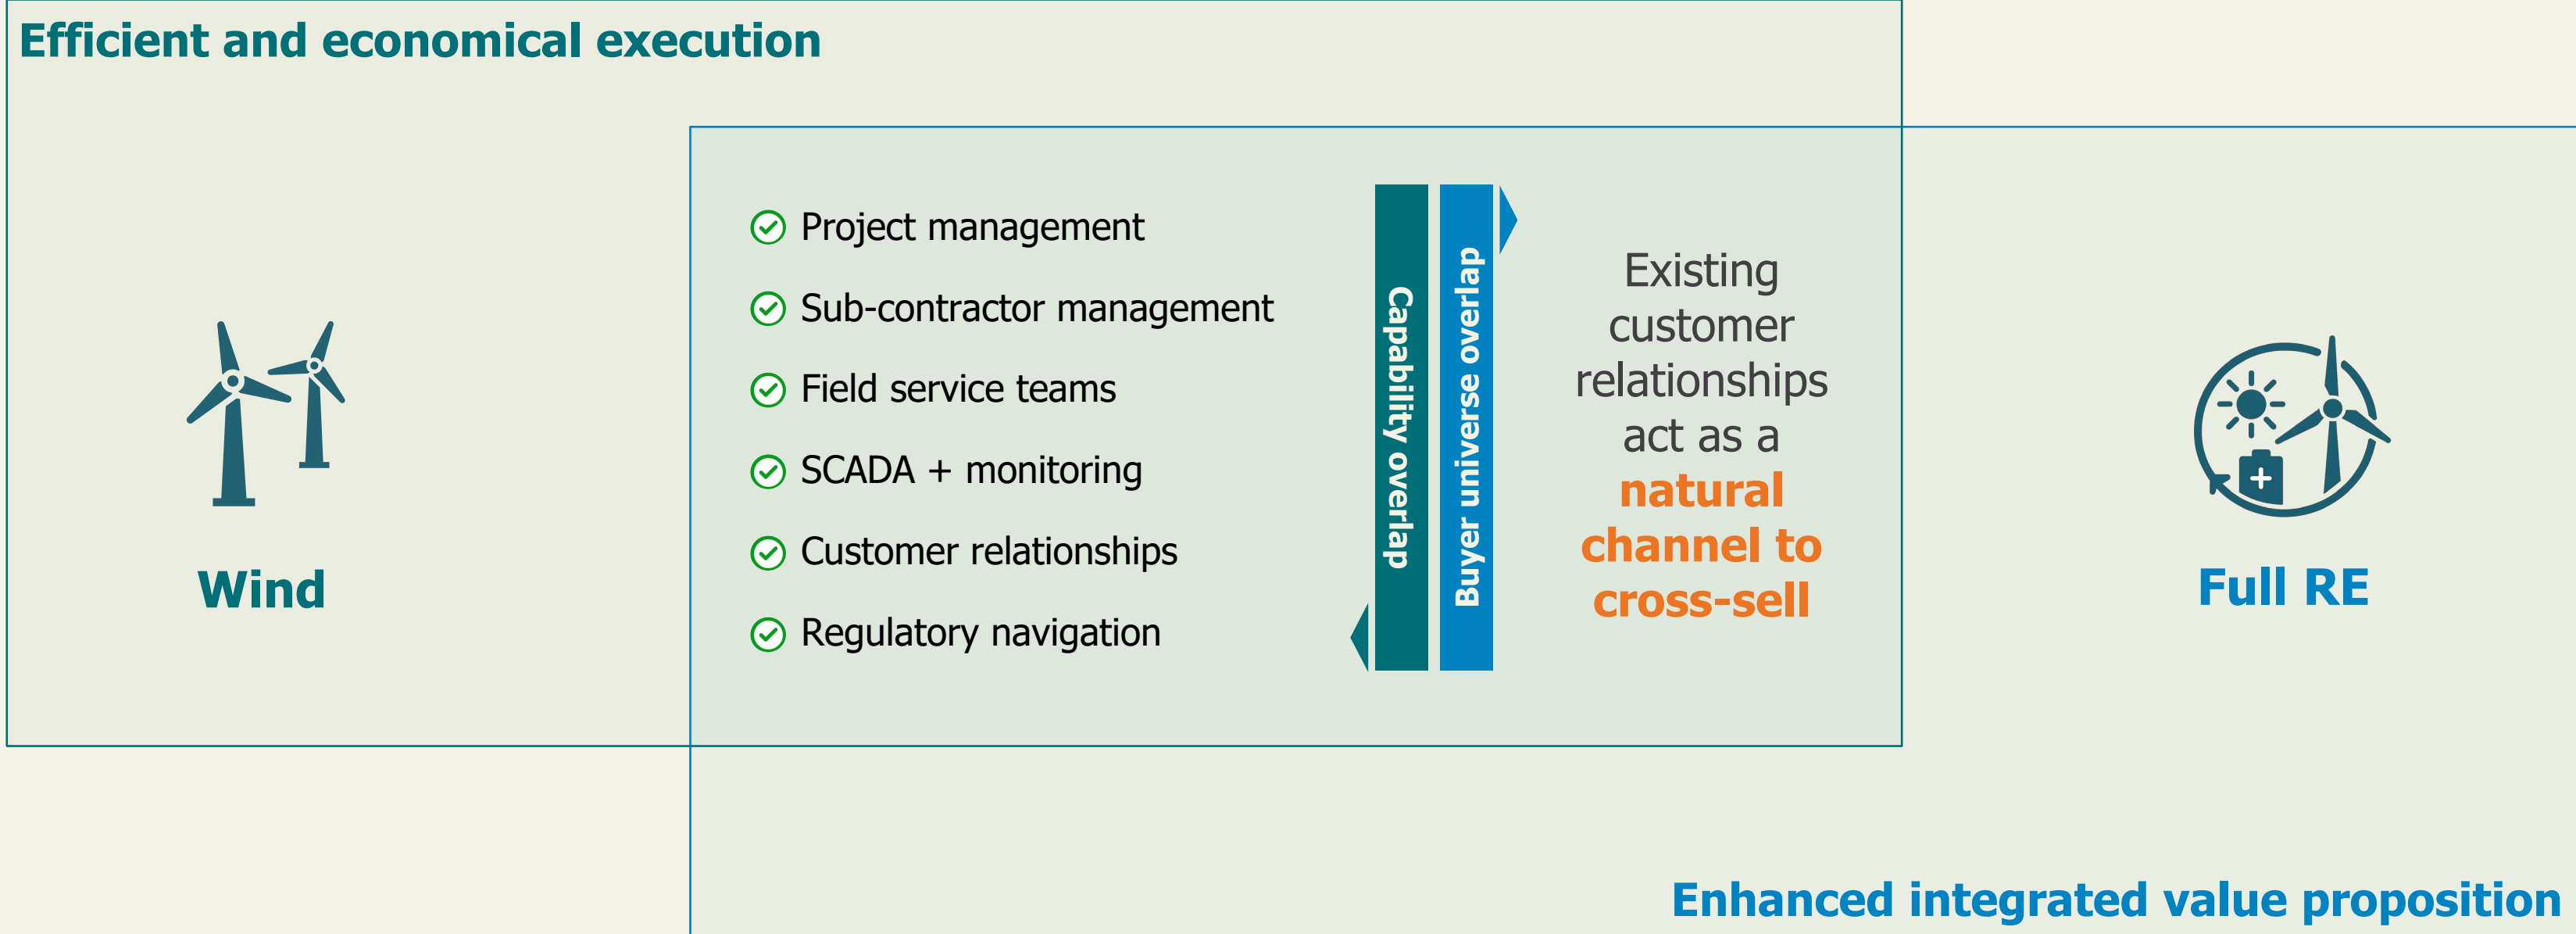 Efficient and economical execution
Wind
Project management
Sub-contractor management
Field service teams
SCADA + monitoring
Customer relationships
Regulatory navigation
Capability overlap
Buyer universe overlap
Existing
customer
relationships
act as a
natural
channel to
cross-sell
Full RE
Enhanced integrated value proposition